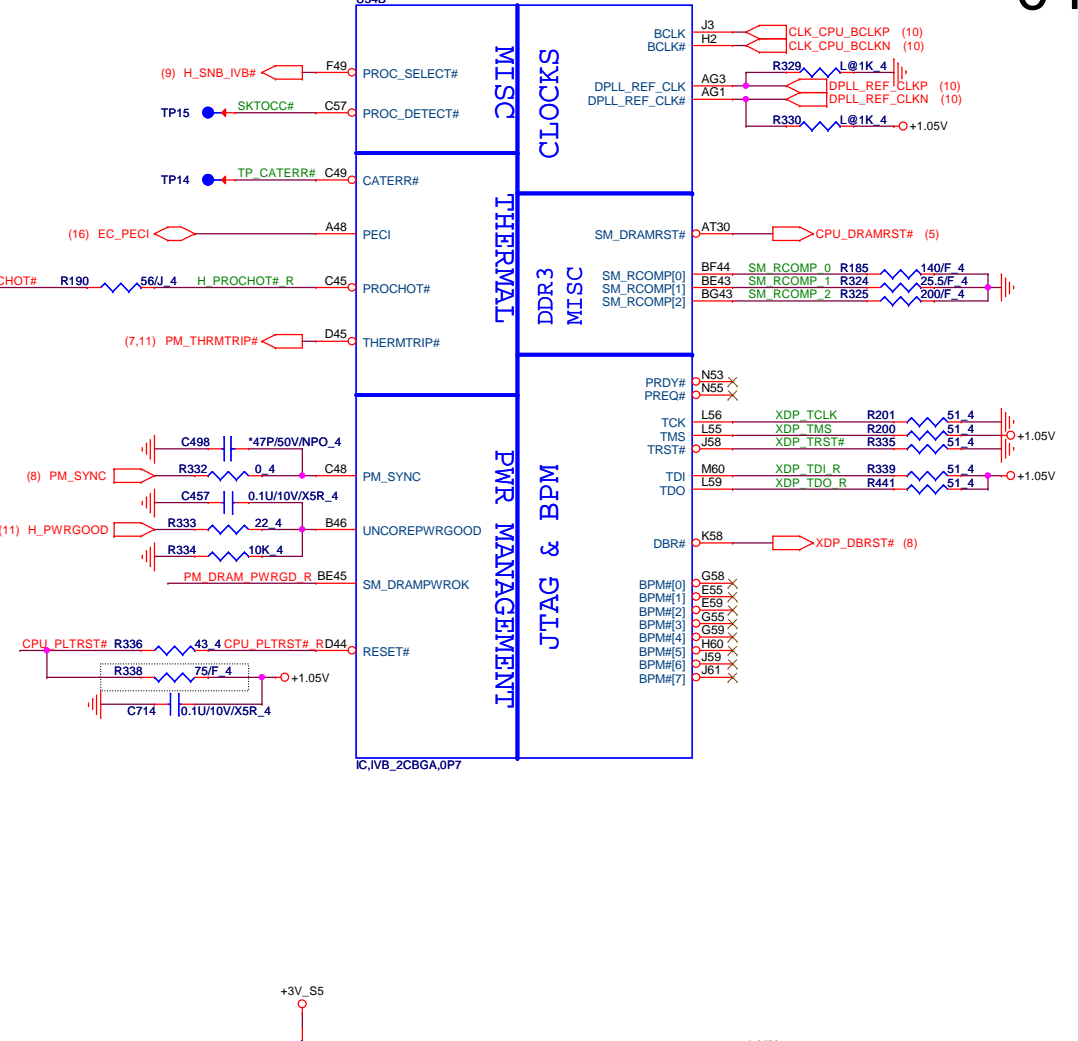 BCLK J3 CLK_CPU_BCLKP (10)
BCLK# H2 CLK_CPU_BCLKN (10)
R329 L@1K_4
DPLL_REF_CLK AG3 DPLL_REF_CLKP (10)
DPLL_REF_CLK# AG1 DPLL_REF_CLKN (10)
R330 L@1K_4 +1.05V
(9) H_SNB_IVB# F49 PROC_SELECT#
TP15 SKTOCC# C57 PROC_DETECT#
MISC
CLOCKS
TP14 TP_CATERR# C49 CATERR#
(16) EC_PECI A48 PECI
CHOT# R190 56/J_4 H_PROCHOT#_R C45 PROCHOT#
(7,11) PM_THRMTRIP# D45 THERMTRIP#
THERMAL
SM_DRAMRST# AT30 CPU_DRAMRST# (5)
SM_RCOMP[0] BF44 SM_RCOMP_0 R185 140/F_4
SM_RCOMP[1] BE43 SM_RCOMP_1 R324 25.5/F_4
SM_RCOMP[2] BG43 SM_RCOMP_2 R325 200/F_4
DDR3
MISC
PRDY# N53
PREQ# N55
TCK L56 XDP_TCLK R201 51_4
TMS L55 XDP_TMS R200 51_4 +1.05V
TRST# J58 XDP_TRST# R335 51_4
TDI M60 XDP_TDI_R R339 51_4 +1.05V
TDO L59 XDP_TDO_R R441 51_4
DBR# K58 XDP_DBRST# (8)
BPM#[0] G58
BPM#[1] E55
BPM#[2] E59
BPM#[3] G55
BPM#[4] G59
BPM#[5] H60
BPM#[6] J59
BPM#[7] J61
JTAG & BPM
C498 *47P/50V/NPO_4
(8) PM_SYNC R332 0_4 C48 PM_SYNC
C457 0.1U/10V/X5R_4
(11) H_PWRGOOD R333 22_4 B46 UNCOREPWRGOOD
R334 10K_4
PM_DRAM_PWRGD_R BE45 SM_DRAMPWROK
CPU_PLTRST# R336 43_4 CPU_PLTRST#_R D44 RESET#
R338 75/F_4 +1.05V
C714 0.1U/10V/X5R_4
PWR MANAGEMENT
IC,IVB_2CBGA,0P7
+3V_S5